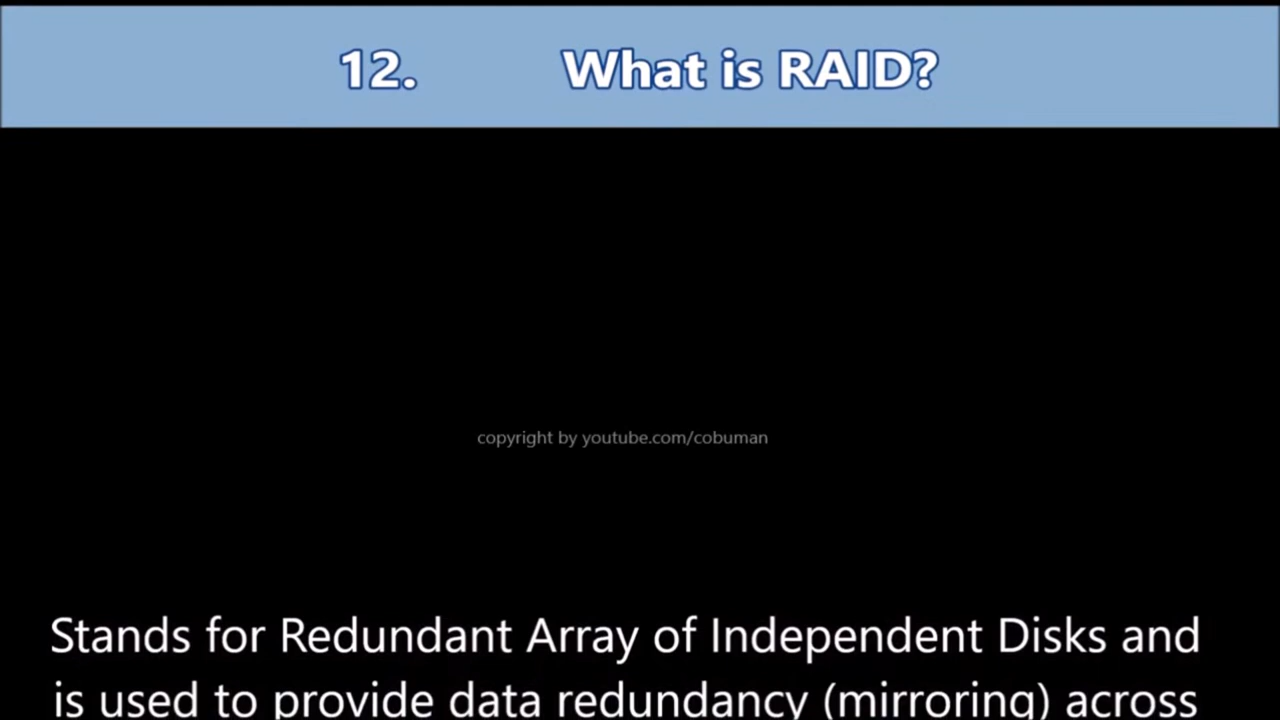 12. What is RAID?
copyright by youtube.com/cobuman
Stands for Redundant Array of Independent Disks and
is used to provide data redundancy (mirroring) across